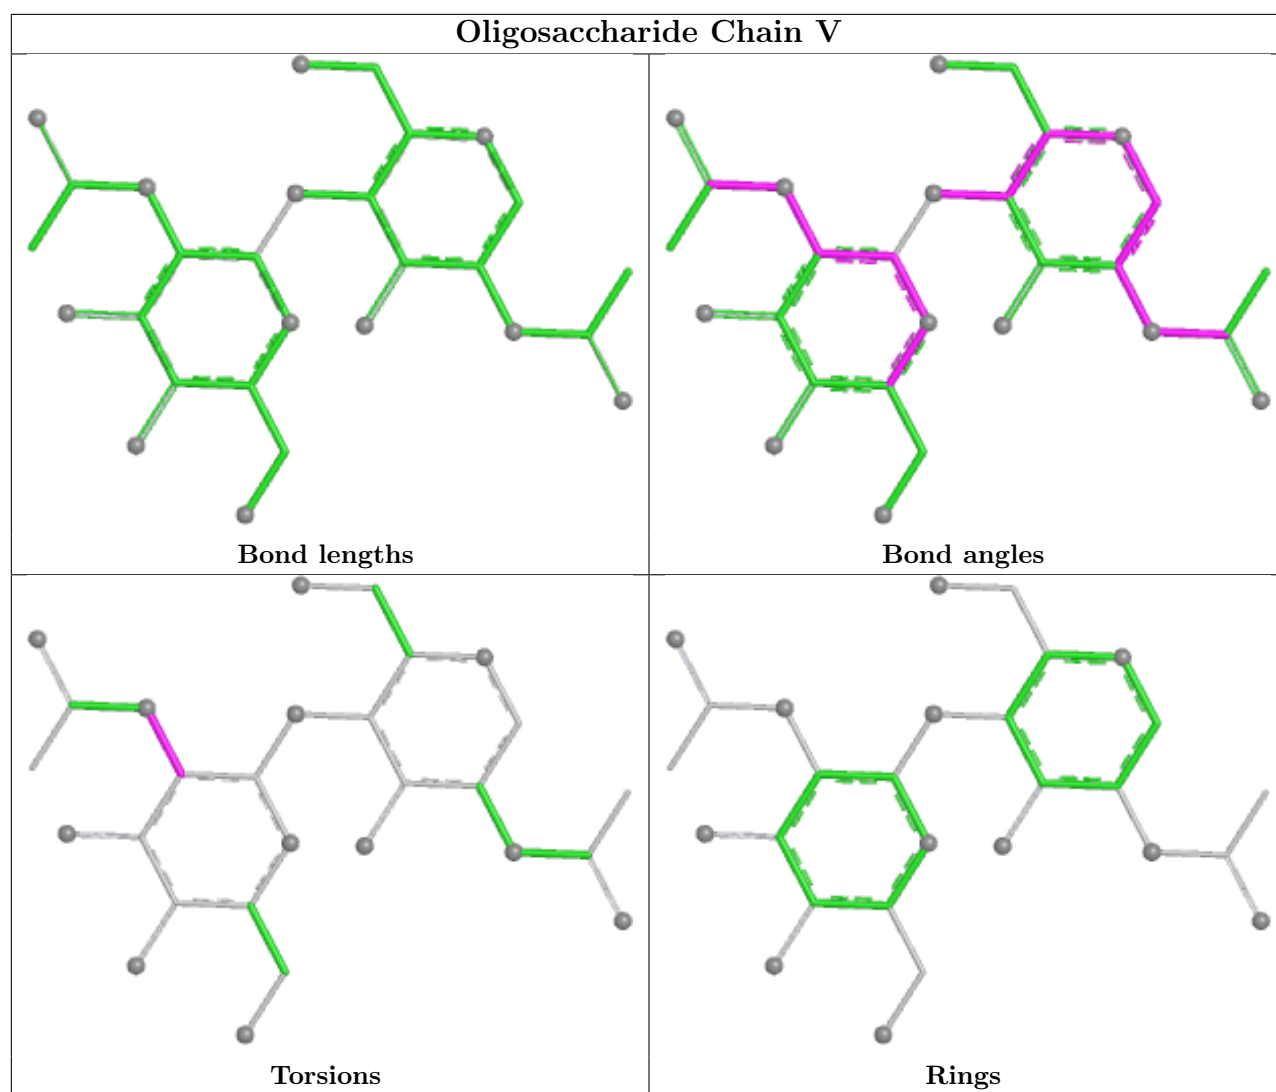 Oligosaccharide Chain V
Bond lengths
Bond angles
Torsions
Rings